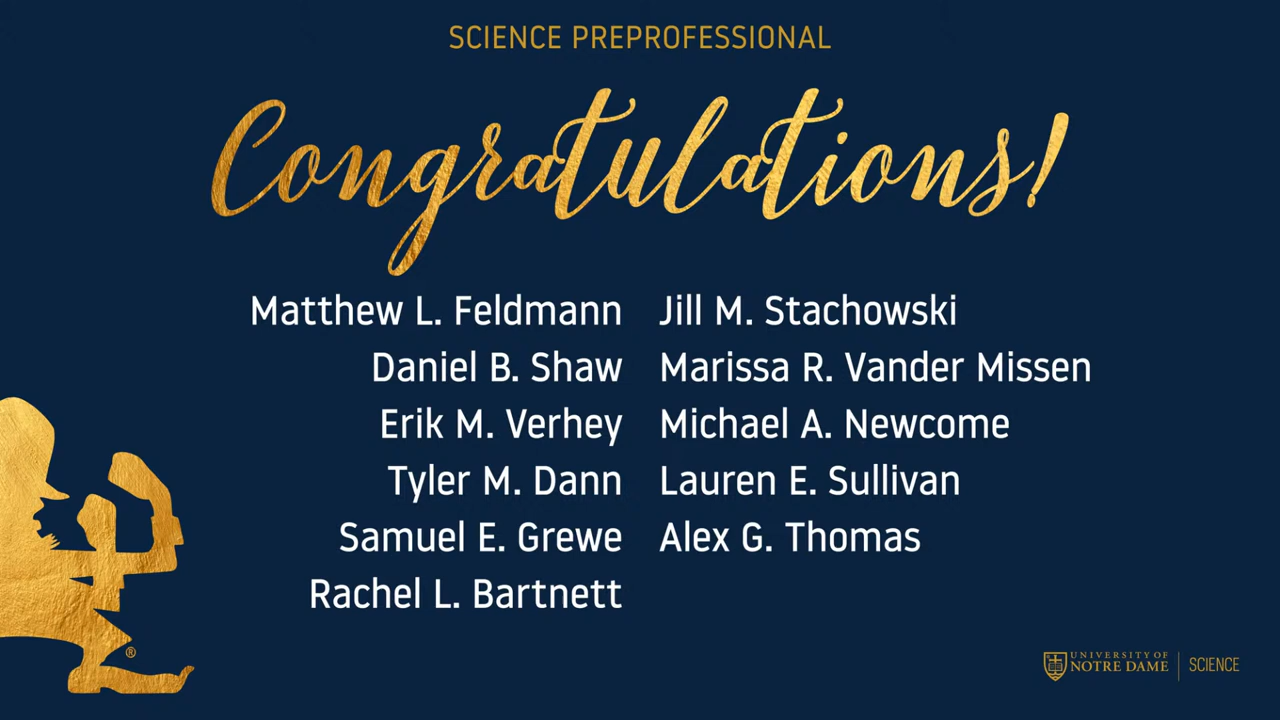 SCIENCE PREPROFESSIONAL
Congratulations!
Matthew L. Feldmann
Daniel B. Shaw
Erik M. Verhey
Tyler M. Dann
Samuel E. Grewe
Rachel L. Bartnett
Jill M. Stachowski
Marissa R. Vander Missen
Michael A. Newcome
Lauren E. Sullivan
Alex G. Thomas
®
UNIVERSITY OF
NOTRE DAME
SCIENCE